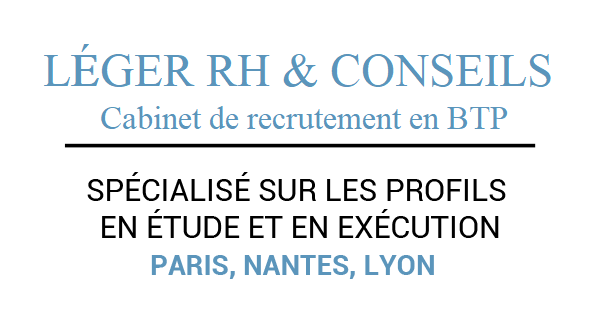 LÉGER RH & CONSEILS
Cabinet de recrutement en BTP
SPÉCIALISÉ SUR LES PROFILS
EN ÉTUDE ET EN EXÉCUTION
PARIS, NANTES, LYON